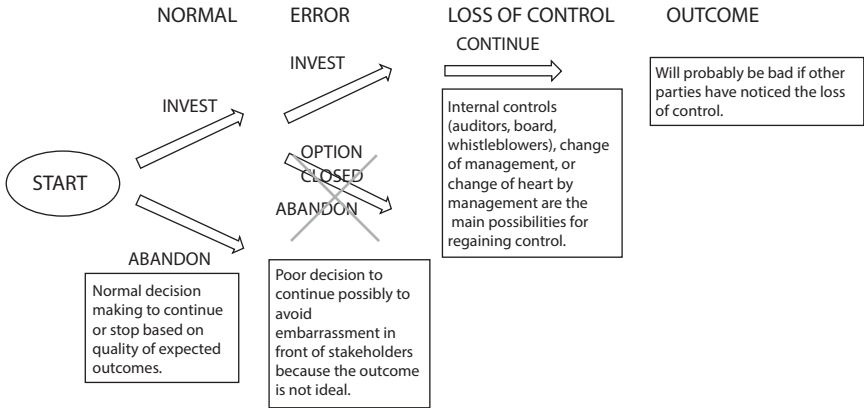 NORMAL
ERROR
LOSS OF CONTROL
OUTCOME
START
INVEST
ABANDON
Normal decision
making to continue
or stop based on
quality of expected
outcomes.
INVEST
OPTION
CLOSED
ABANDON
Poor decision to
continue possibly to
avoid
embarrassment in
front of stakeholders
because the outcome
is not ideal.
CONTINUE
Internal controls
(auditors, board,
whistleblowers), change
of management, or
change of heart by
management are the
main possibilities for
regaining control.
Will probably be bad if other
parties have noticed the loss
of control.